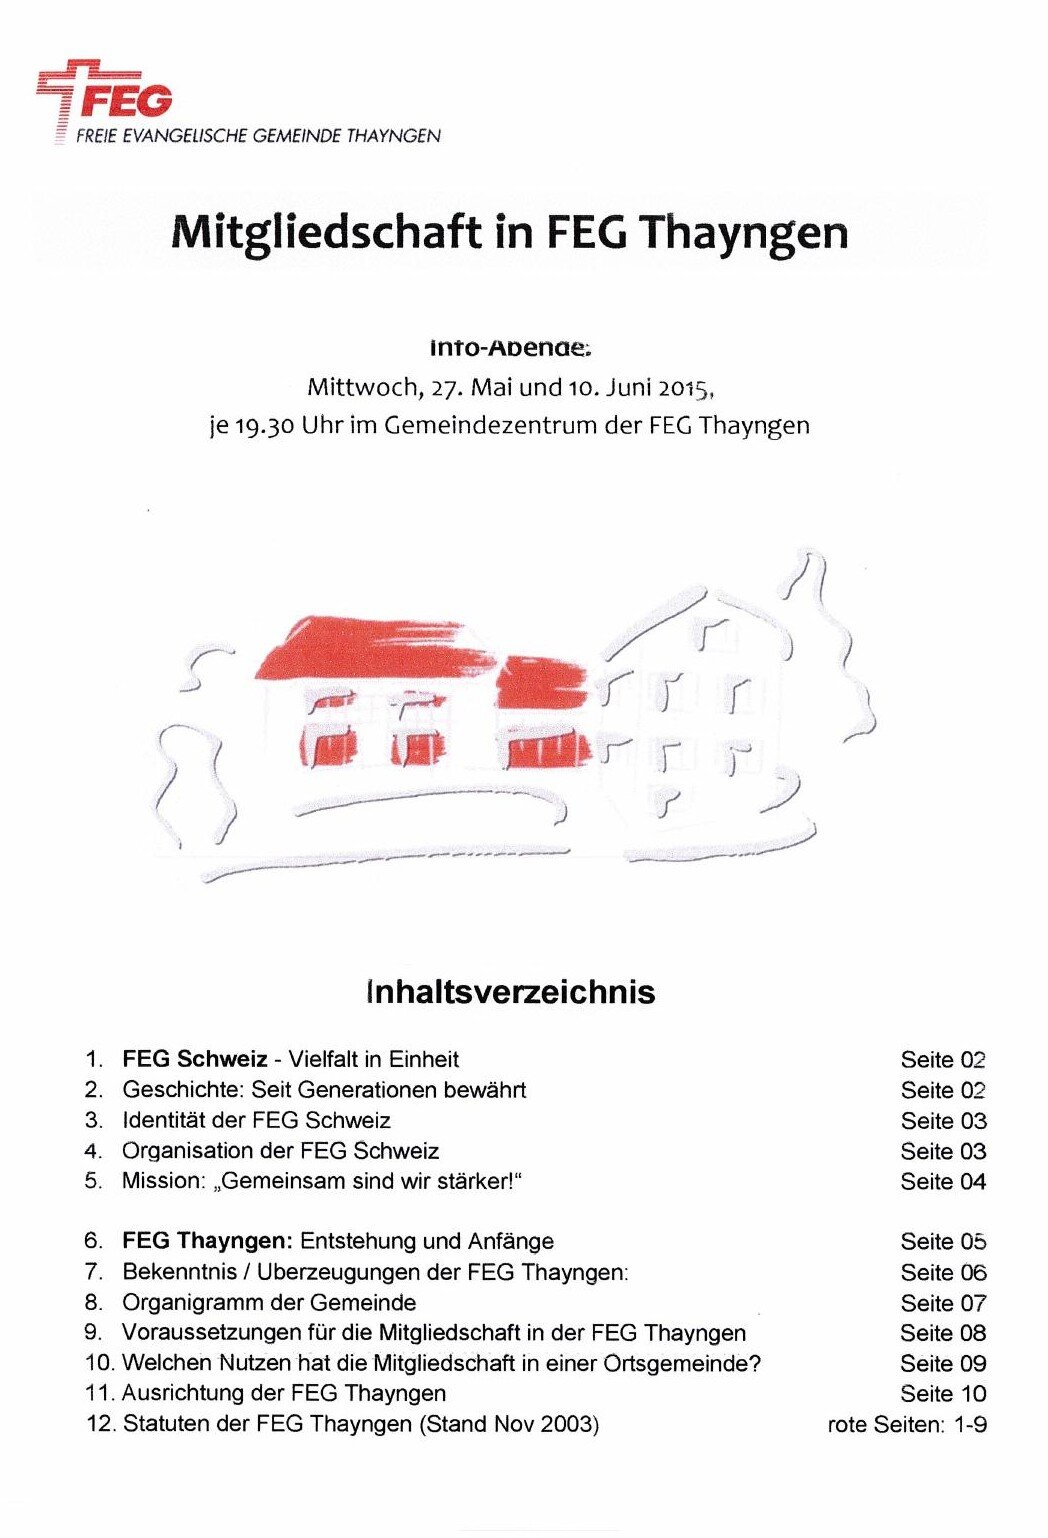 FEG
FREIE EVANGELISCHE GEMEINDE THAYNGEN
Mitgliedschaft in FEG Thayngen
Info-Abende:
Mittwoch, 27. Mai und 10. Juni 2015,
je 19.30 Uhr im Gemeindezentrum der FEG Thayngen
Inhaltsverzeichnis
1. FEG Schweiz - Vielfalt in Einheit Seite 02
2. Geschichte: Seit Generationen bewährt Seite 02
3. Identität der FEG Schweiz Seite 03
4. Organisation der FEG Schweiz Seite 03
5. Mission: „Gemeinsam sind wir stärker!“ Seite 04
6. FEG Thayngen: Entstehung und Anfänge Seite 05
7. Bekenntnis / Uberzeugungen der FEG Thayngen: Seite 06
8. Organigramm der Gemeinde Seite 07
9. Voraussetzungen für die Mitgliedschaft in der FEG Thayngen Seite 08
10. Welchen Nutzen hat die Mitgliedschaft in einer Ortsgemeinde? Seite 09
11. Ausrichtung der FEG Thayngen Seite 10
12. Statuten der FEG Thayngen (Stand Nov 2003) rote Seiten: 1-9